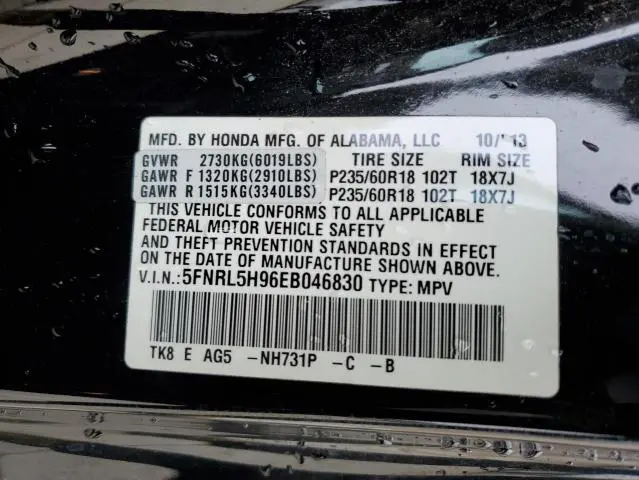 MFD. BY HONDA MFG. OF ALABAMA, LLC 10/'13
GVWR 2730KG(6019LBS) TIRE SIZE RIM SIZE
GAWR F 1320KG(2910LBS) P235/60R18 102T 18X7J
GAWR R 1515KG(3340LBS) P235/60R18 102T 18X7J
THIS VEHICLE CONFORMS TO ALL APPLICABLE
FEDERAL MOTOR VEHICLE SAFETY
AND THEFT PREVENTION STANDARDS IN EFFECT
ON THE DATE OF MANUFACTURE SHOWN ABOVE.
V.I.N.:5FNRL5H96EB046830 TYPE: MPV
TK8 E AG5 -NH731P -C -B